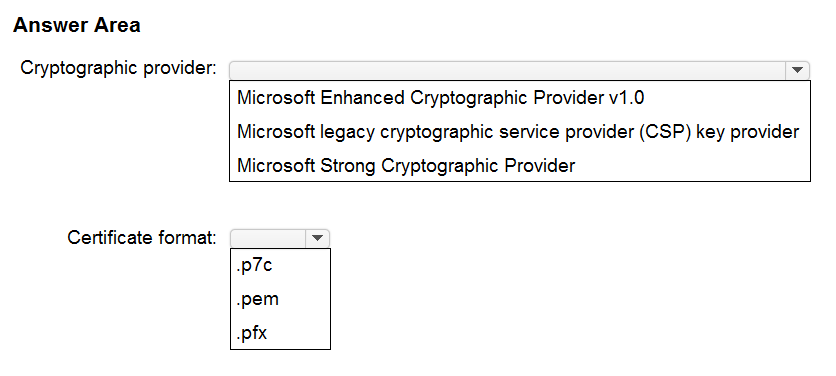 Answer Area
Cryptographic provider:
Microsoft Enhanced Cryptographic Provider v1.0
Microsoft legacy cryptographic service provider (CSP) key provider
Microsoft Strong Cryptographic Provider
Certificate format:
.p7c
.pem
.pfx